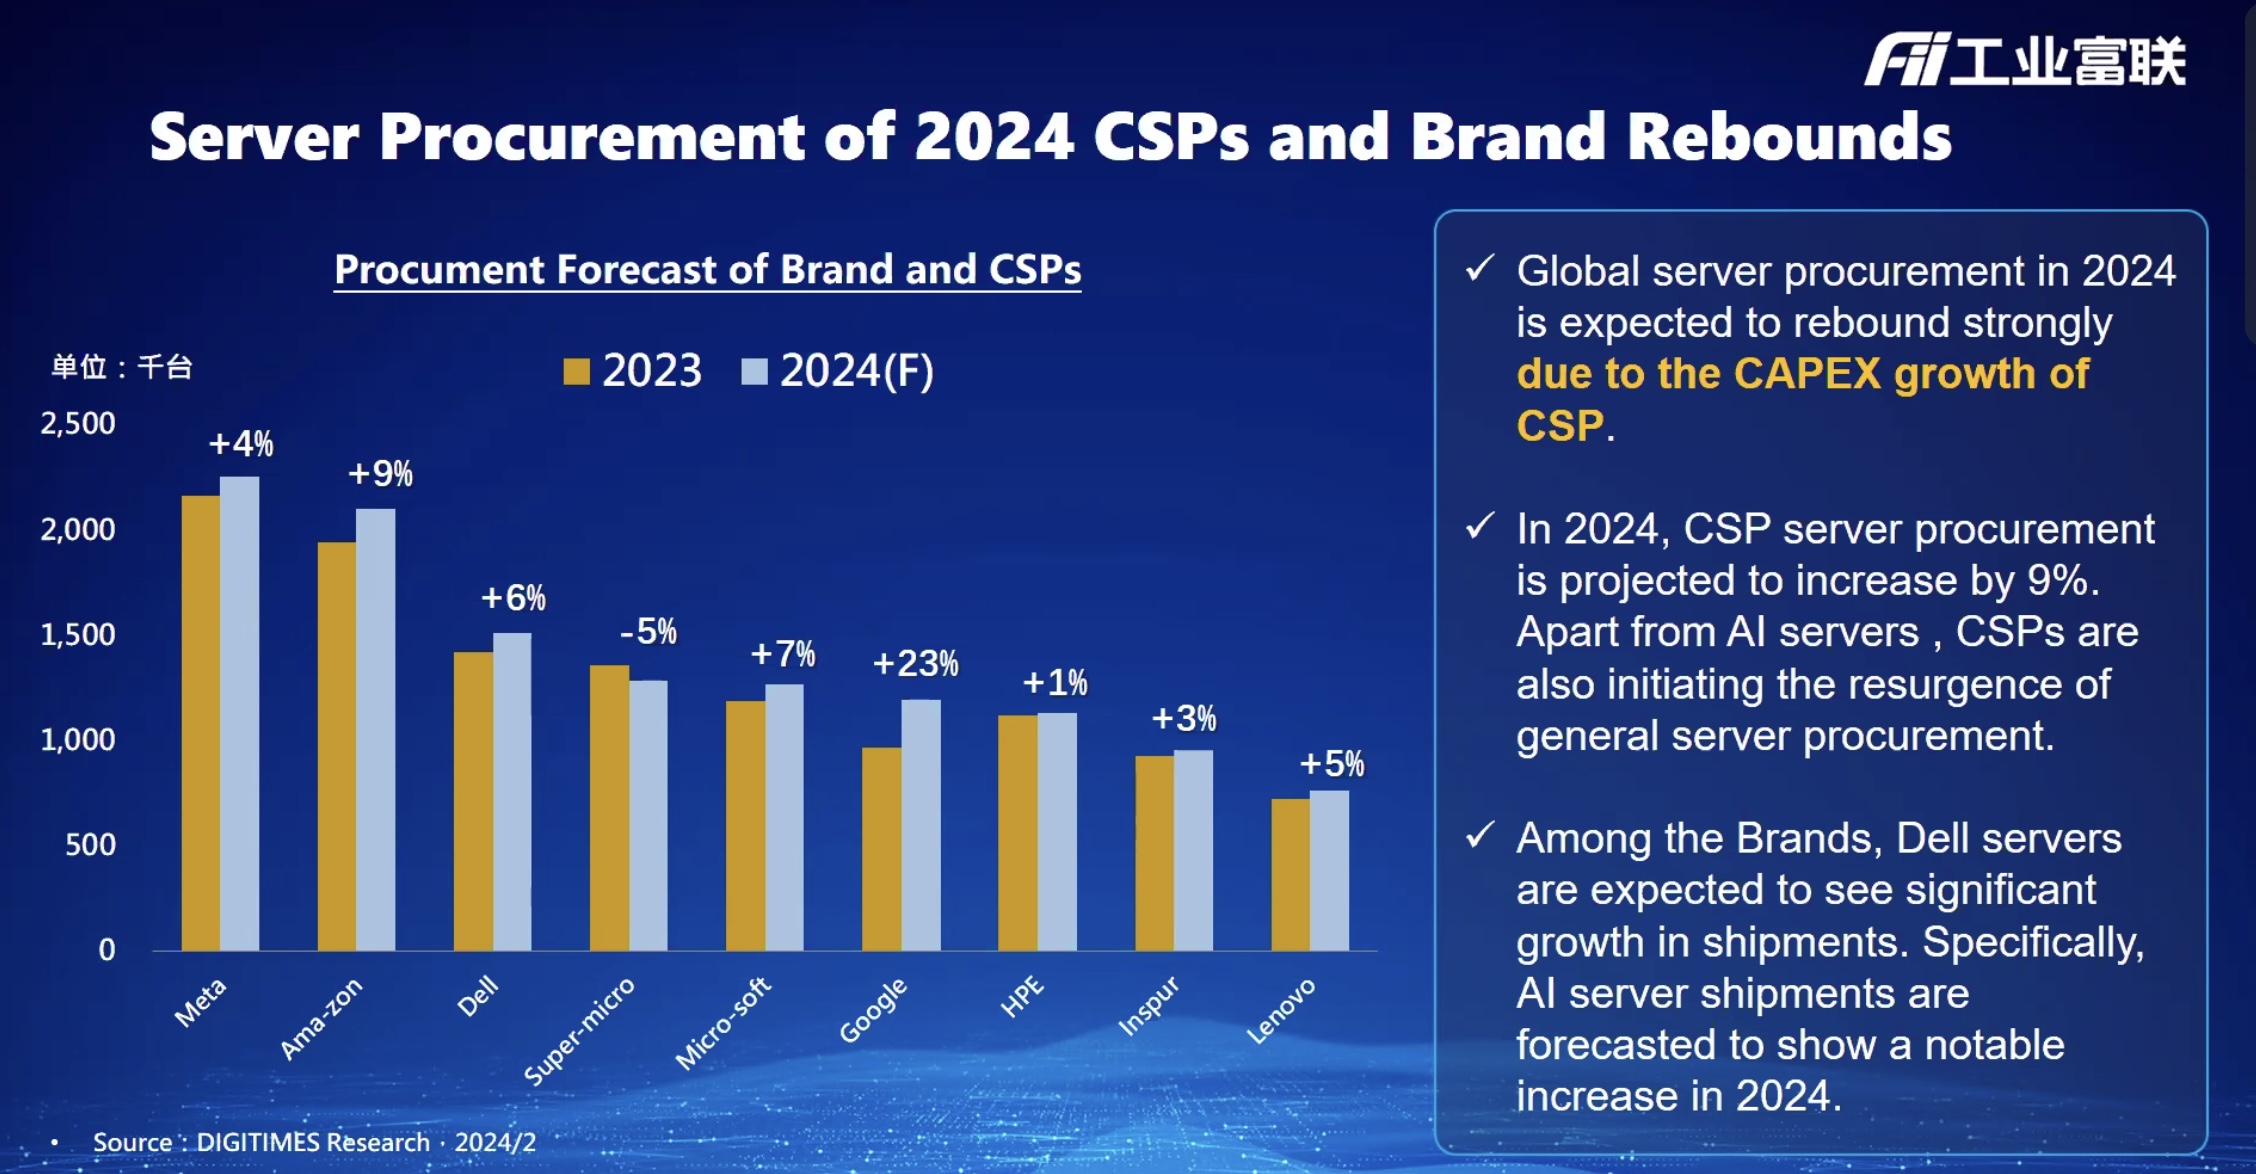 Fii工业富联
Server Procurement of 2024 CSPs and Brand Rebounds
Procument Forecast of Brand and CSPs
单位：千台
2023 2024(F)
2,500
2,000
1,500
1,000
500
0
+4%
+9%
+6%
-5%
+7%
+23%
+1%
+3%
+5%
Meta
Ama-zon
Dell
Super-micro
Micro-soft
Google
HPE
Inspur
Lenovo
• Source：DIGITIMES Research，2024/2
✓ Global server procurement in 2024
is expected to rebound strongly
due to the CAPEX growth of
CSP.
✓ In 2024, CSP server procurement
is projected to increase by 9%.
Apart from AI servers , CSPs are
also initiating the resurgence of
general server procurement.
✓ Among the Brands, Dell servers
are expected to see significant
growth in shipments. Specifically,
AI server shipments are
forecasted to show a notable
increase in 2024.